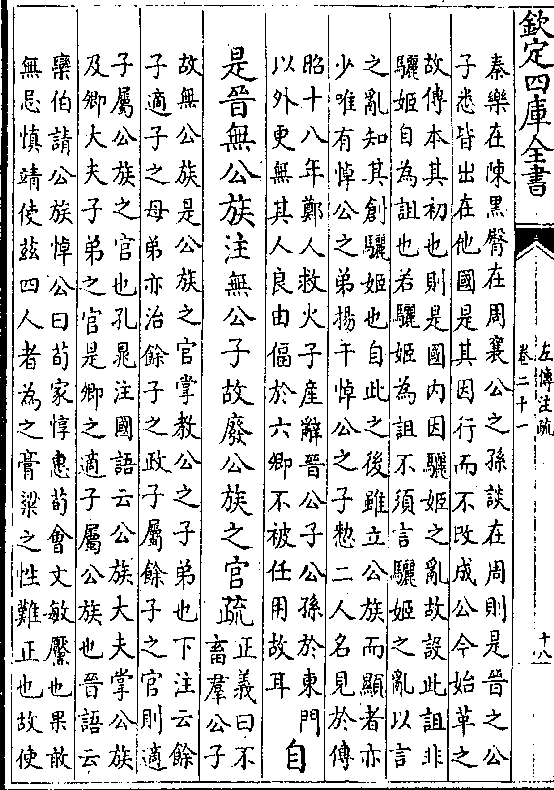 欽定四庫全書
左傳注疏
卷二十一
十八
秦樂在陳黑臀在周襄公之孫談在周則是晉之公
子悉皆出在他國是其因行而不改成公今始革之
故傳本其初也則是國内因驪姬之亂故設此詛非
驪姬自為詛也若驪姬為詛不須言驪姬之亂以言
之亂知其創驪姬也自此之後雖立公族而顯者亦
少唯有悼公之弟揚干悼公之子憖二人名見於傳
昭十八年鄭人救火子産辭晉公子公孫於東門
以外更無其人良由偪於六卿不被任用故耳
自
是晉無公族注無公子故廢公族之官疏
正義曰不
畜羣公子
故無公族是公族之官掌教公之子弟也下注云餘
子適子之母弟亦治餘子之政子屬餘子之官則適
子屬公族之官也孔晁注國語云公族大夫掌公族
及卿大夫子弟之官是卿之適子屬公族也晉語云
欒伯請公族悼公曰荀家惇惠荀會文敏黶也果敢
無忌慎靖使兹四人者為之膏粱之性難正也故使